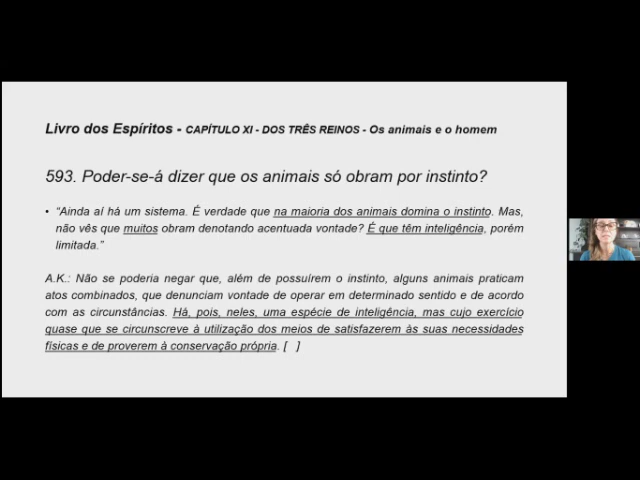 Livro dos Espíritos - CAPÍTULO XI - DOS TRÊS REINOS - Os animais e o homem
593. Poder-se-á dizer que os animais só obram por instinto?
• “Ainda aí há um sistema. É verdade que na maioria dos animais domina o instinto. Mas,
não vês que muitos obram denotando acentuada vontade? É que têm inteligência, porém
limitada.”
A.K.: Não se poderia negar que, além de possuírem o instinto, alguns animais praticam
atos combinados, que denunciam vontade de operar em determinado sentido e de acordo
com as circunstâncias. Há, pois, neles, uma espécie de inteligência, mas cujo exercício
quase que se circunscreve à utilização dos meios de satisfazerem às suas necessidades
físicas e de proverem à conservação própria. [ ]